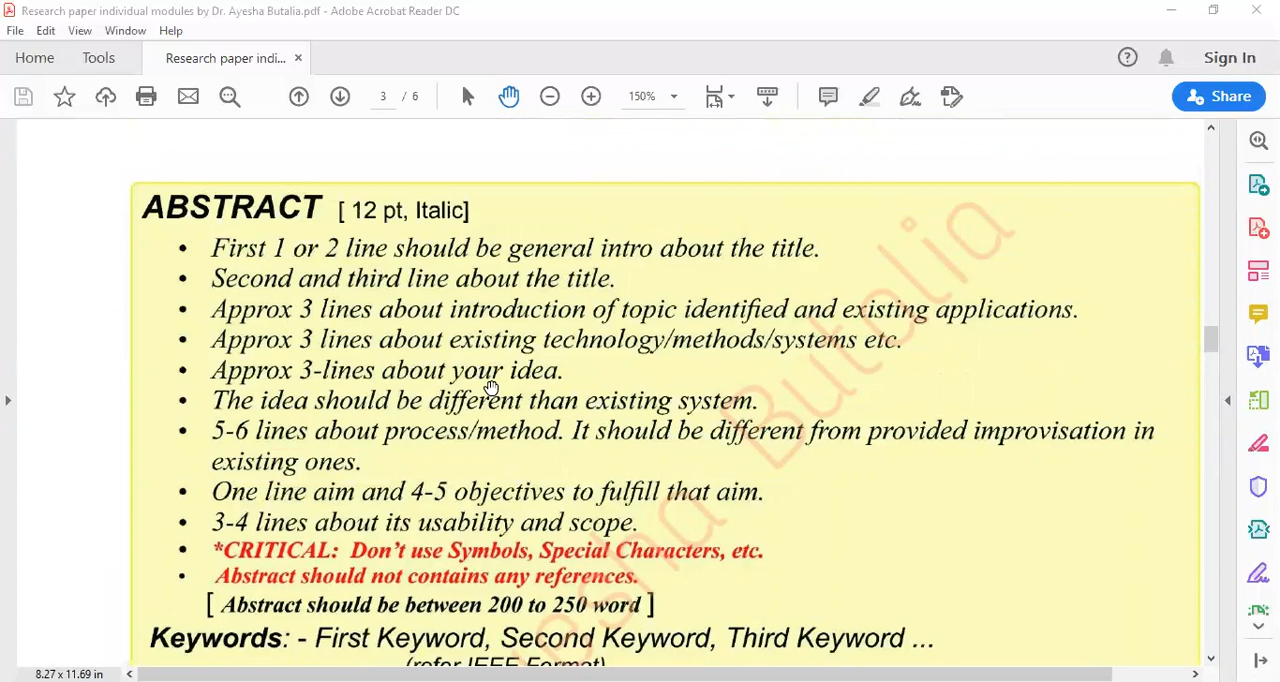 Research paper individual modules by Dr. Ayesha Butalia.pdf - Adobe Acrobat Reader DC
File Edit View Window Help
Home Tools Research paper indi... × Sign In
3 / 6 150% Share
ABSTRACT [ 12 pt, Italic]
• First 1 or 2 line should be general intro about the title.
• Second and third line about the title.
• Approx 3 lines about introduction of topic identified and existing applications.
• Approx 3 lines about existing technology/methods/systems etc.
• Approx 3-lines about your idea.
• The idea should be different than existing system.
• 5-6 lines about process/method. It should be different from provided improvisation in
existing ones.
• One line aim and 4-5 objectives to fulfill that aim.
• 3-4 lines about its usability and scope.
• *CRITICAL: Don't use Symbols, Special Characters, etc.
• Abstract should not contains any references.
[ Abstract should be between 200 to 250 word ]
Keywords: - First Keyword, Second Keyword, Third Keyword ...
(refer IEEE Format)
esha Butalia
8.27 x 11.69 in